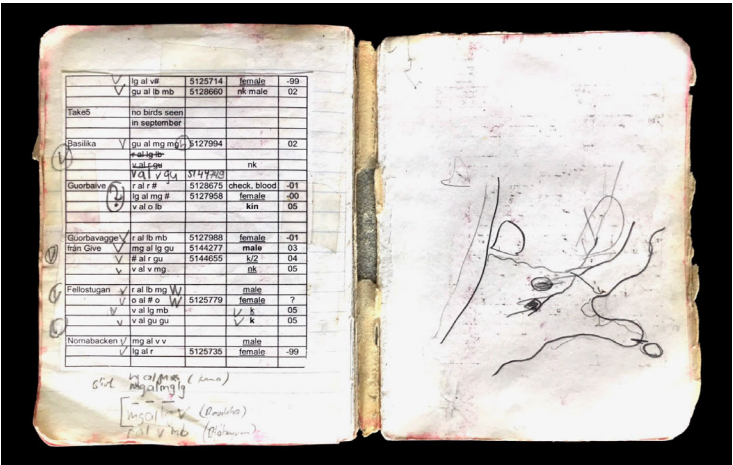 lg al v# 5125714 female -99
gu al lb mb 5128660 nk male 02
Take5 no birds seen
in september
Basilika V gu al mg mg 5127994 02
r al lg lb
v al r gu nk
val v gu 5144749
Guorbaive r al r # 5128675 check, blood -01
? lg al mg # 5127958 female -00
v al o lb kin 05
Guorbavagge r al lb mb 5127988 female -01
från Give mg al lg gu 5144277 male 03
# al r gu 5144655 k/2 04
v al v mg nk 05
Fellostugan r al lb mg W male
o al # o W 5125779 female ?
v al lg mb k 05
v al gu gu k 05
Nornabacken mg al v v male
lg al r 5125735 female -99
mgalmglg